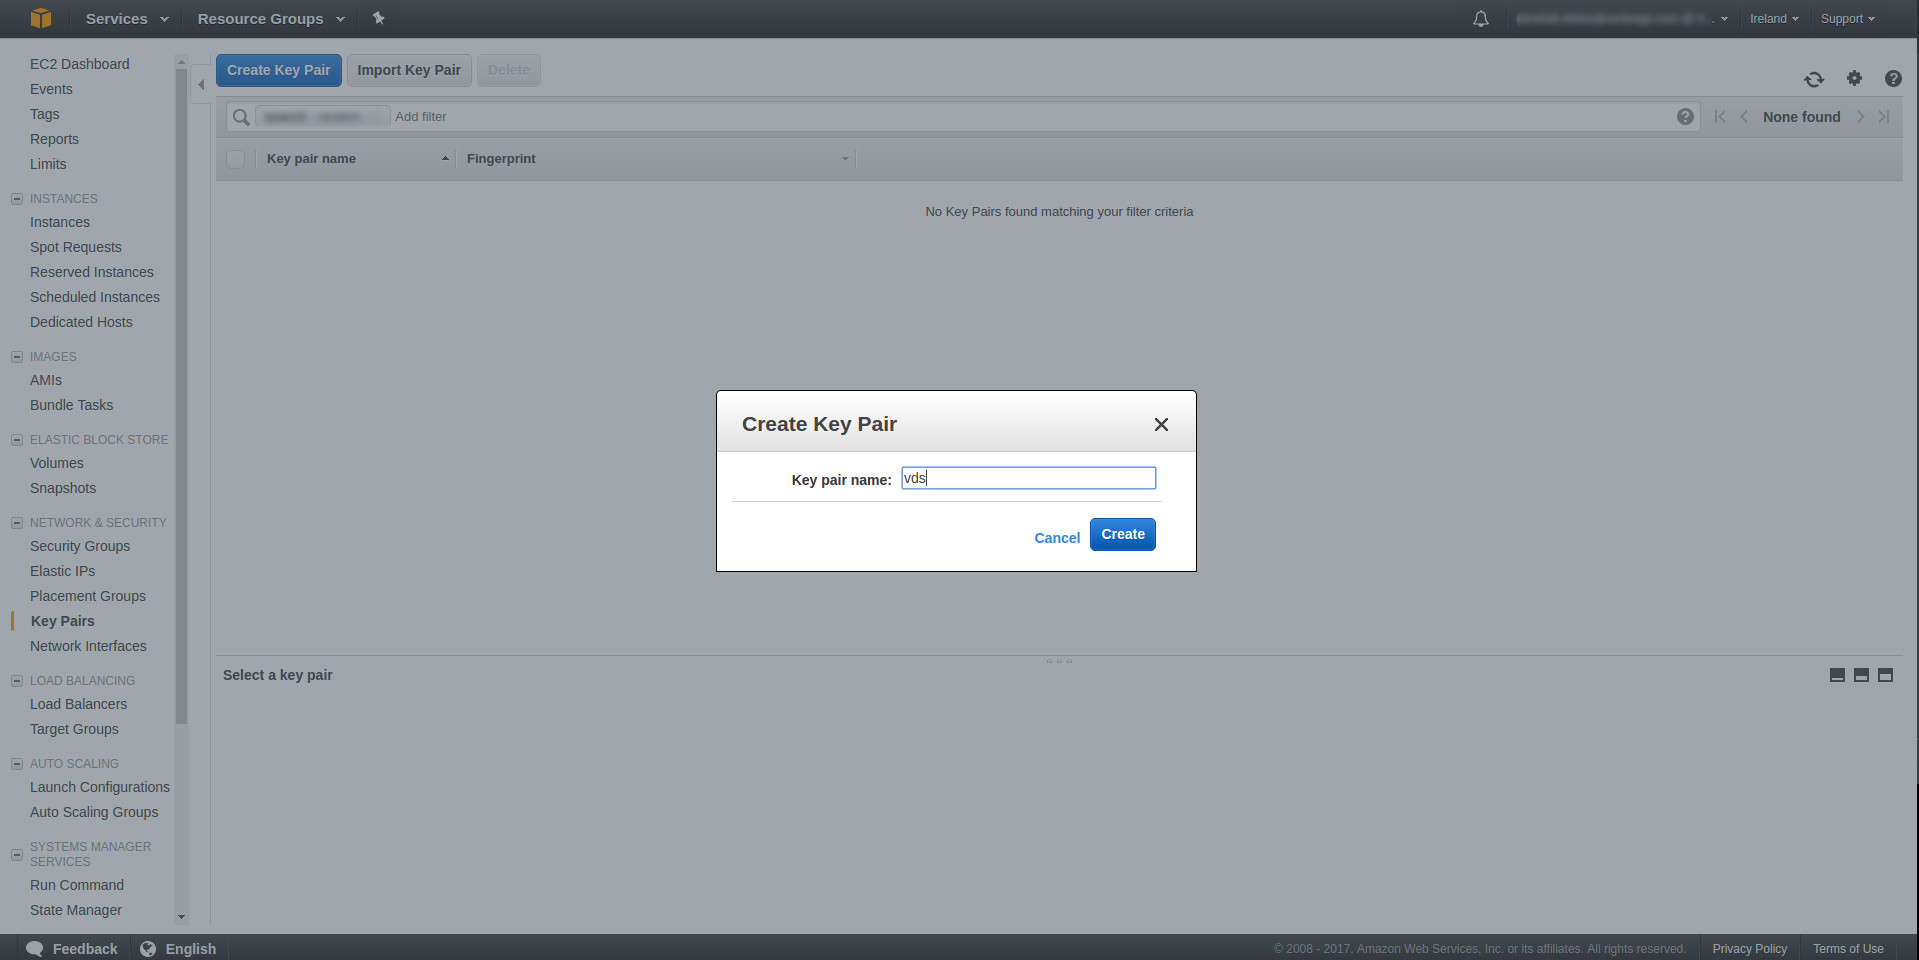 Services
Resource Groups
Ireland
Support
EC2 Dashboard
Events
Tags
Reports
Limits
INSTANCES
Instances
Spot Requests
Reserved Instances
Scheduled Instances
Dedicated Hosts
IMAGES
AMIs
Bundle Tasks
ELASTIC BLOCK STORE
Volumes
Snapshots
NETWORK & SECURITY
Security Groups
Elastic IPs
Placement Groups
Key Pairs
Network Interfaces
LOAD BALANCING
Load Balancers
Target Groups
AUTO SCALING
Launch Configurations
Auto Scaling Groups
SYSTEMS MANAGER
SERVICES
Run Command
State Manager
Create Key Pair
Import Key Pair
Delete
Add filter
None found
Key pair name
Fingerprint
No Key Pairs found matching your filter criteria
Create Key Pair
Key pair name: vds
Cancel
Create
Select a key pair
Feedback
English
© 2008 - 2017, Amazon Web Services, Inc. or its affiliates. All rights reserved.
Privacy Policy
Terms of Use